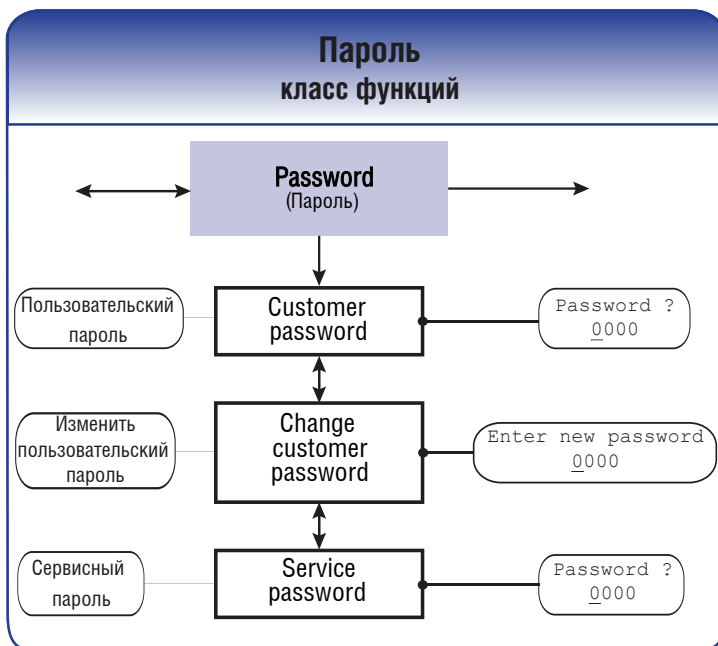 Пароль
класс функций
Password
(Пароль)
Пользовательский
пароль
Customer
password
Password ?
0000
Изменить
пользовательский
пароль
Change
customer
password
Enter new password
0000
Сервисный
пароль
Service
password
Password ?
0000